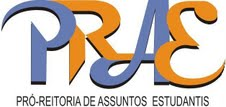 PRAE
PRÓ-REITORIA DE ASSUNTOS ESTUDANTIS